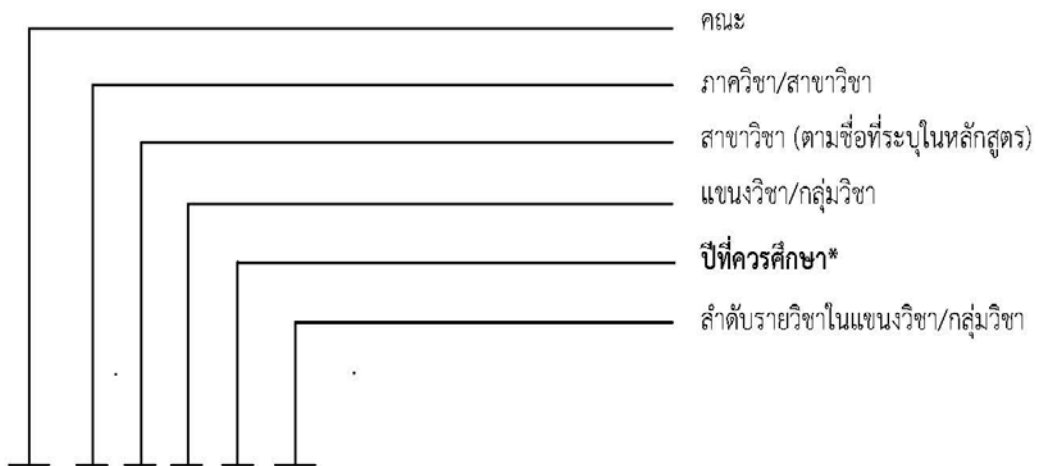 คณะ
ภาควิชา/สาขาวิชา
สาขาวิชา (ตามชื่อที่ระบุในหลักสูตร)
แขนงวิชา/กลุ่มวิชา
ปีที่ควรศึกษา*
ลำดับรายวิชาในแขนงวิชา/กลุ่มวิชา